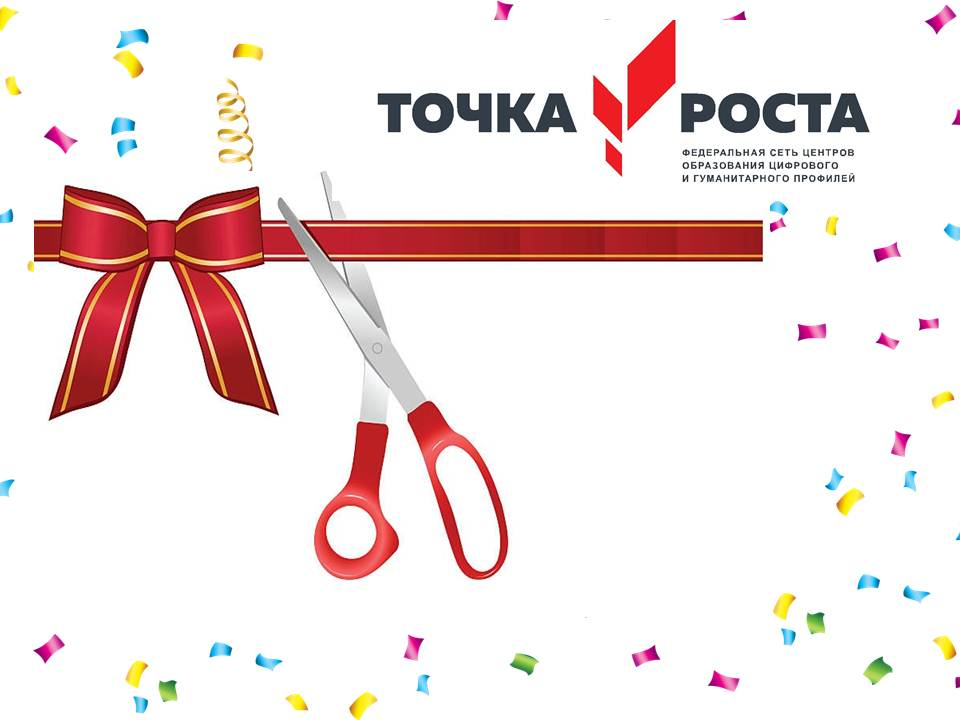 ТОЧКА РОСТА
ФЕДЕРАЛЬНАЯ СЕТЬ ЦЕНТРОВ
ОБРАЗОВАНИЯ ЦИФРОВОГО
И ГУМАНИТАРНОГО ПРОФИЛЕЙ